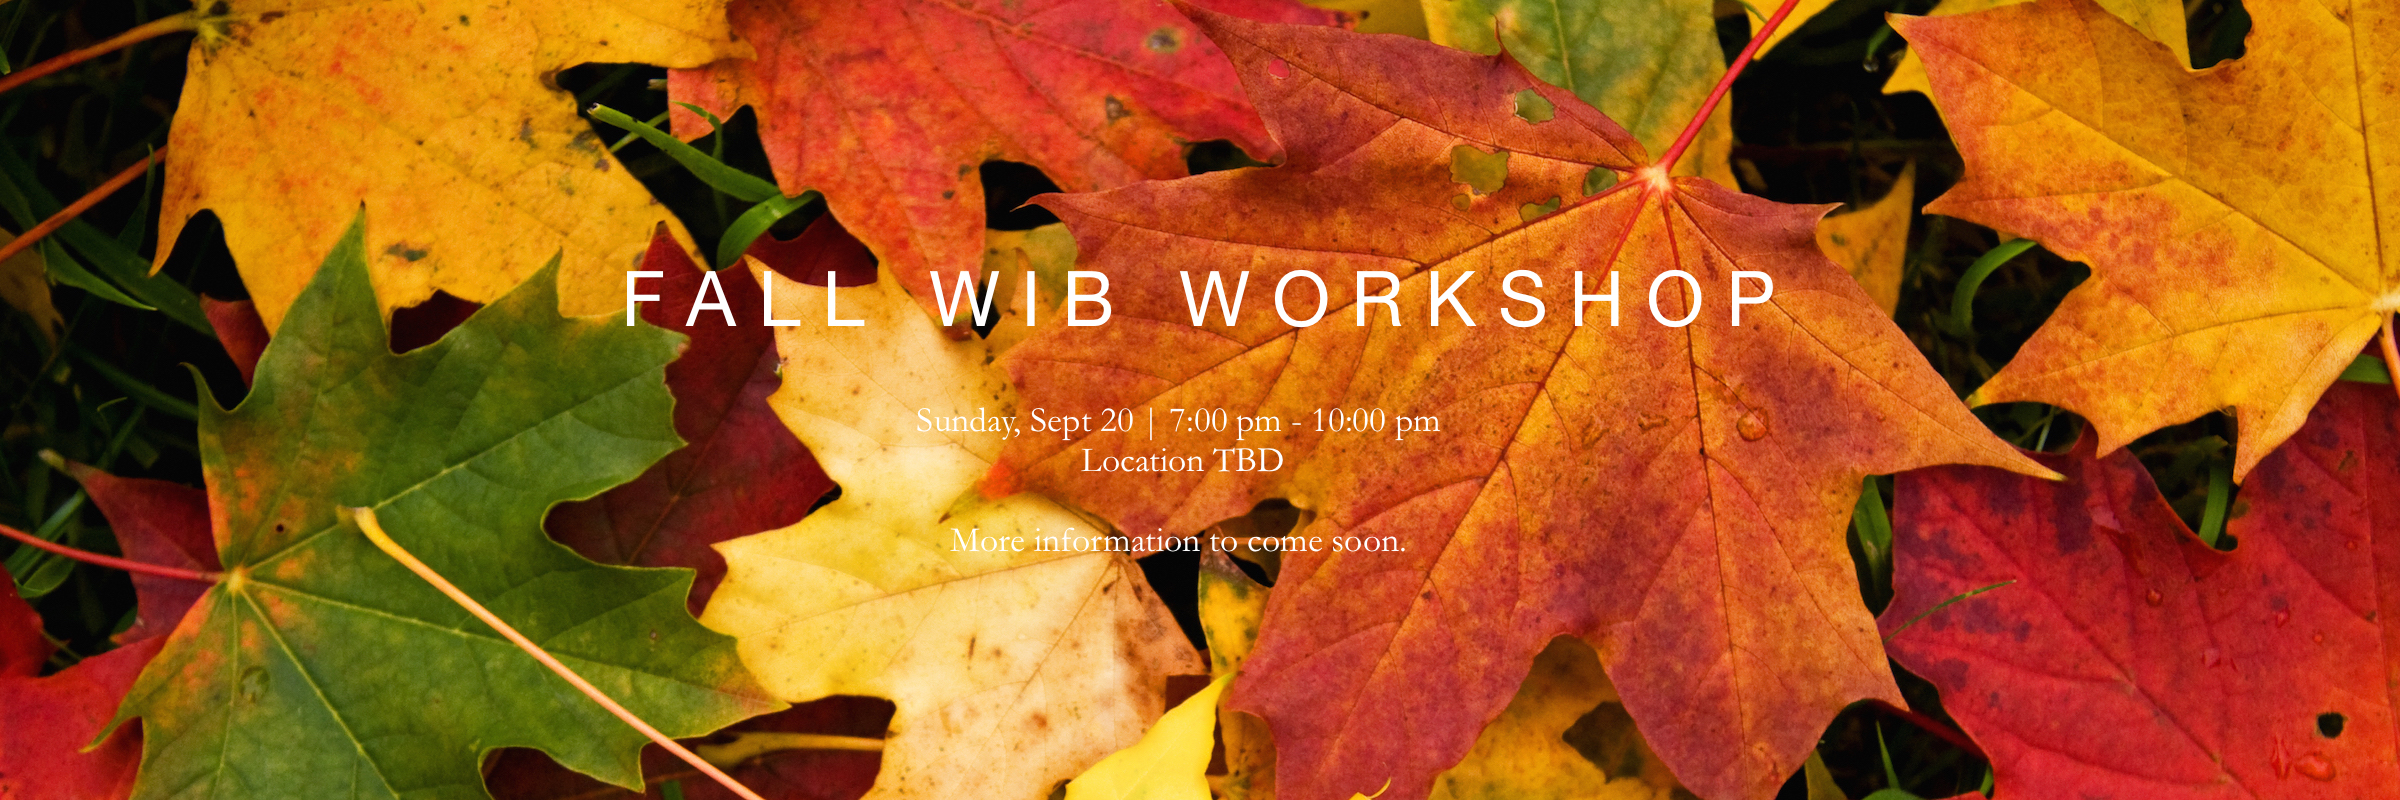 FALL WIB WORKSHOP
Sunday, Sept 20 | 7:00 pm - 10:00 pm
Location TBD
More information to come soon.